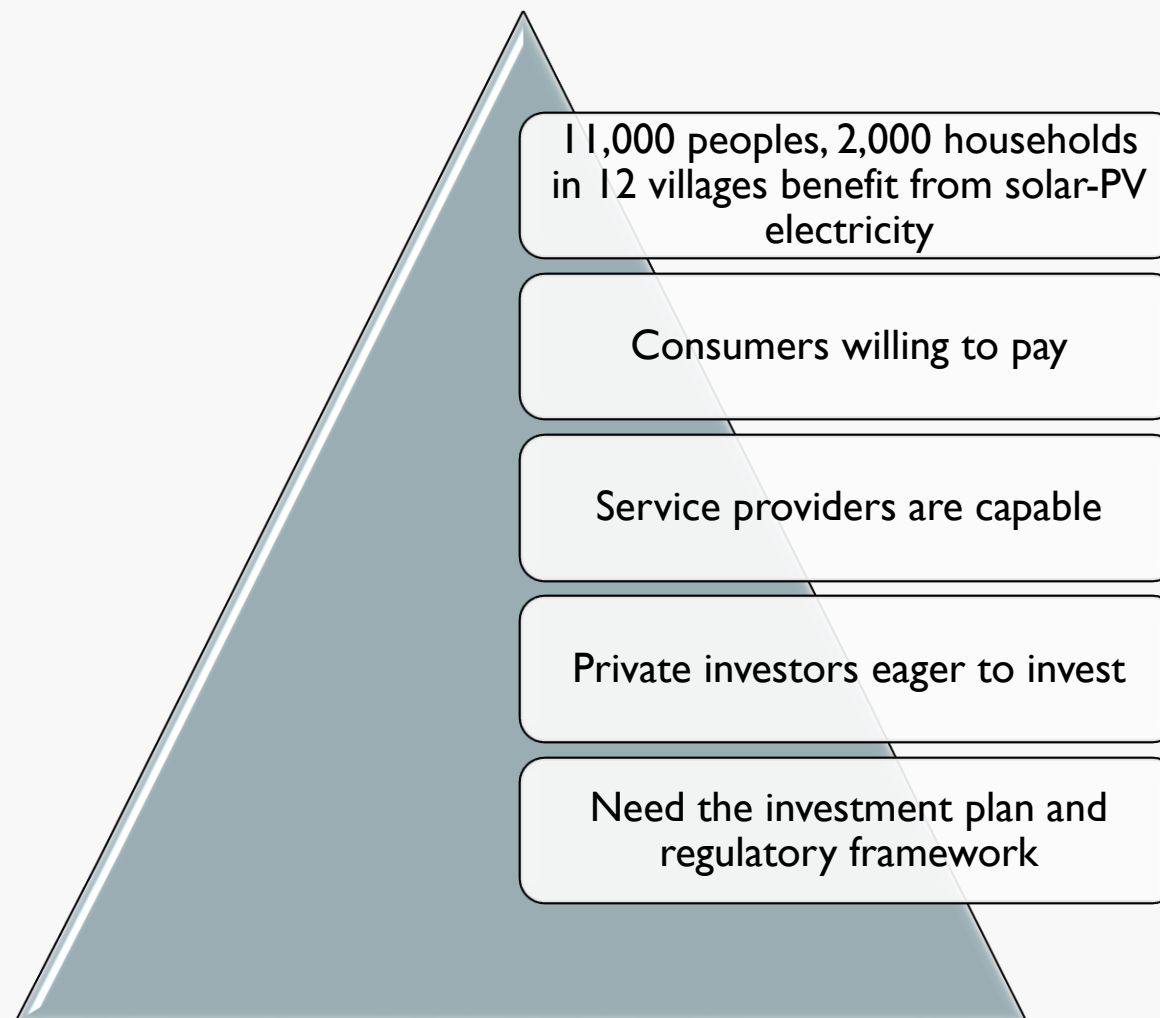 11,000 peoples, 2,000 households
in 12 villages benefit from solar-PV
electricity
Consumers willing to pay
Service providers are capable
Private investors eager to invest
Need the investment plan and
regulatory framework